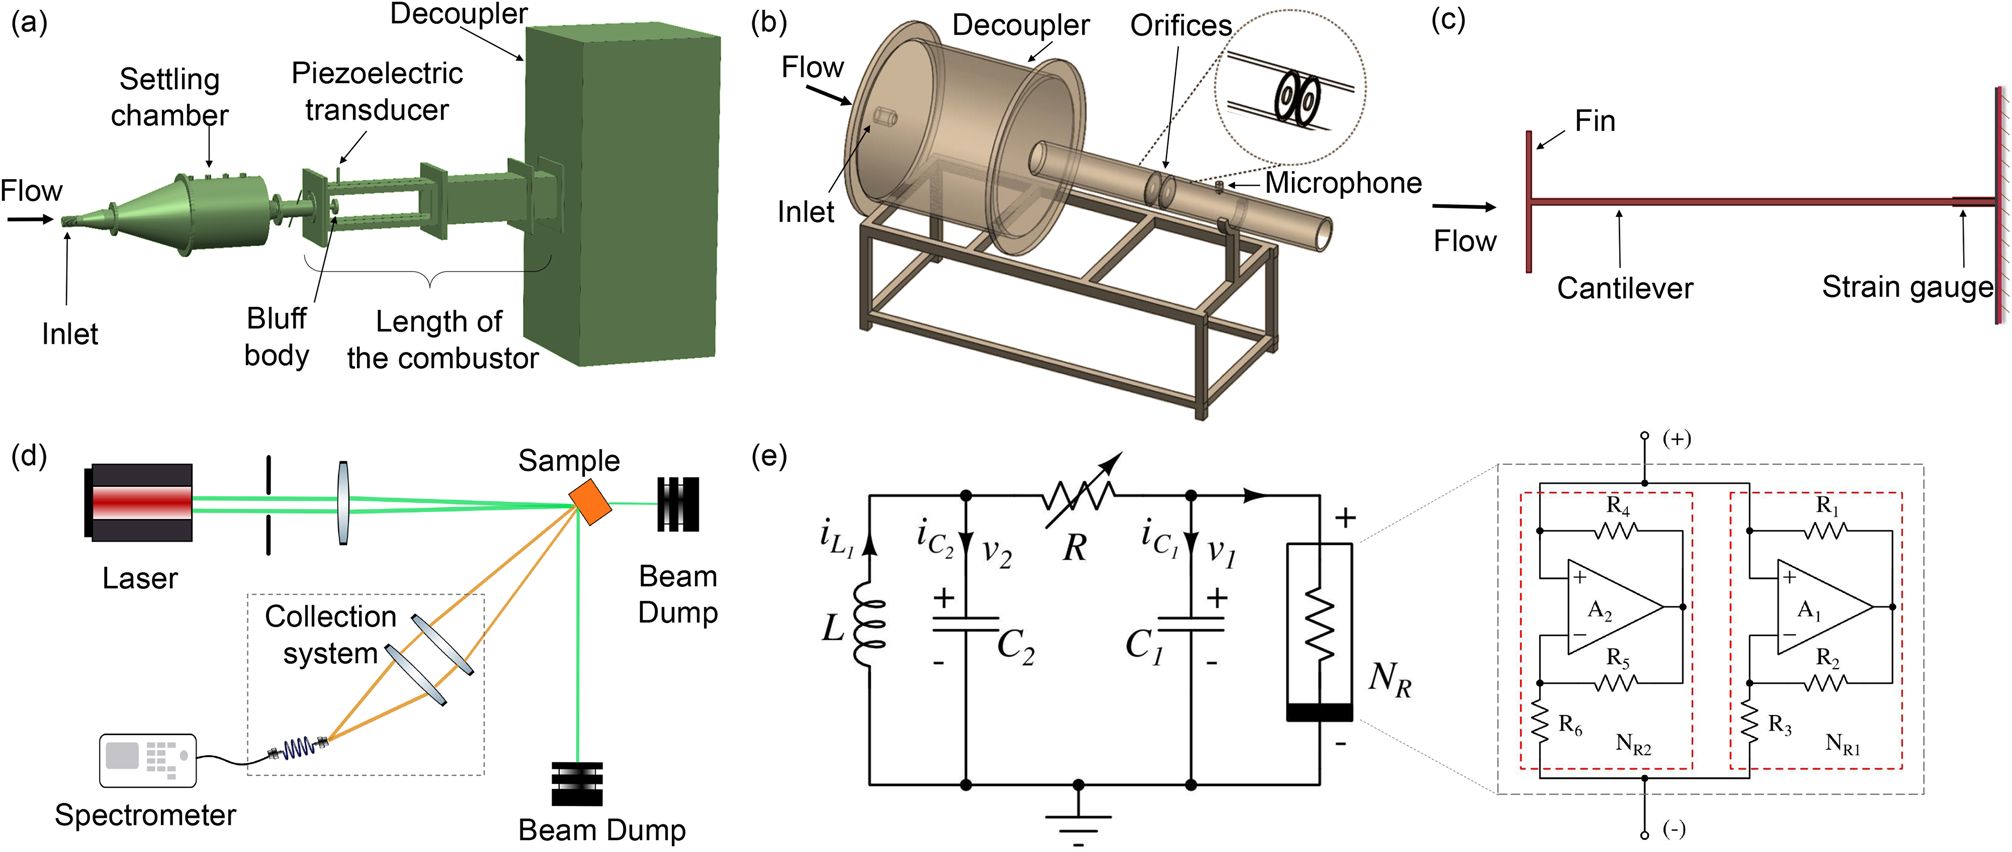 (a)
Decoupler
Settling
chamber
Piezoelectric
transducer
Flow
Inlet
Bluff
body
Length of
the combustor
(b)
Decoupler
Orifices
Flow
Inlet
Microphone
(c)
Fin
Flow
Cantilever
Strain gauge
(d)
Sample
Laser
Beam
Dump
Collection
system
Spectrometer
Beam Dump
(e)
i_{L_1}
i_{C_2}
v_2
R
i_{C_1}
v_1
+
L
+
C_2
-
C_1
+
-
N_R
-
(+)
R_4
R_1
+
A_2
−
+
A_1
−
R_5
R_2
R_6
R_3
N_{R2}
N_{R1}
(-)